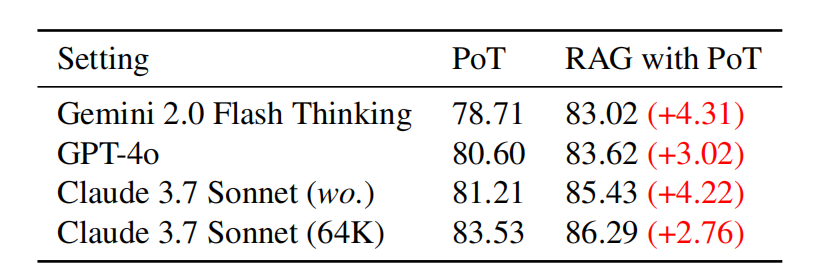 Setting PoT RAG with PoT
Gemini 2.0 Flash Thinking 78.71 83.02 (+4.31)
GPT-4o 80.60 83.62 (+3.02)
Claude 3.7 Sonnet (wo.) 81.21 85.43 (+4.22)
Claude 3.7 Sonnet (64K) 83.53 86.29 (+2.76)